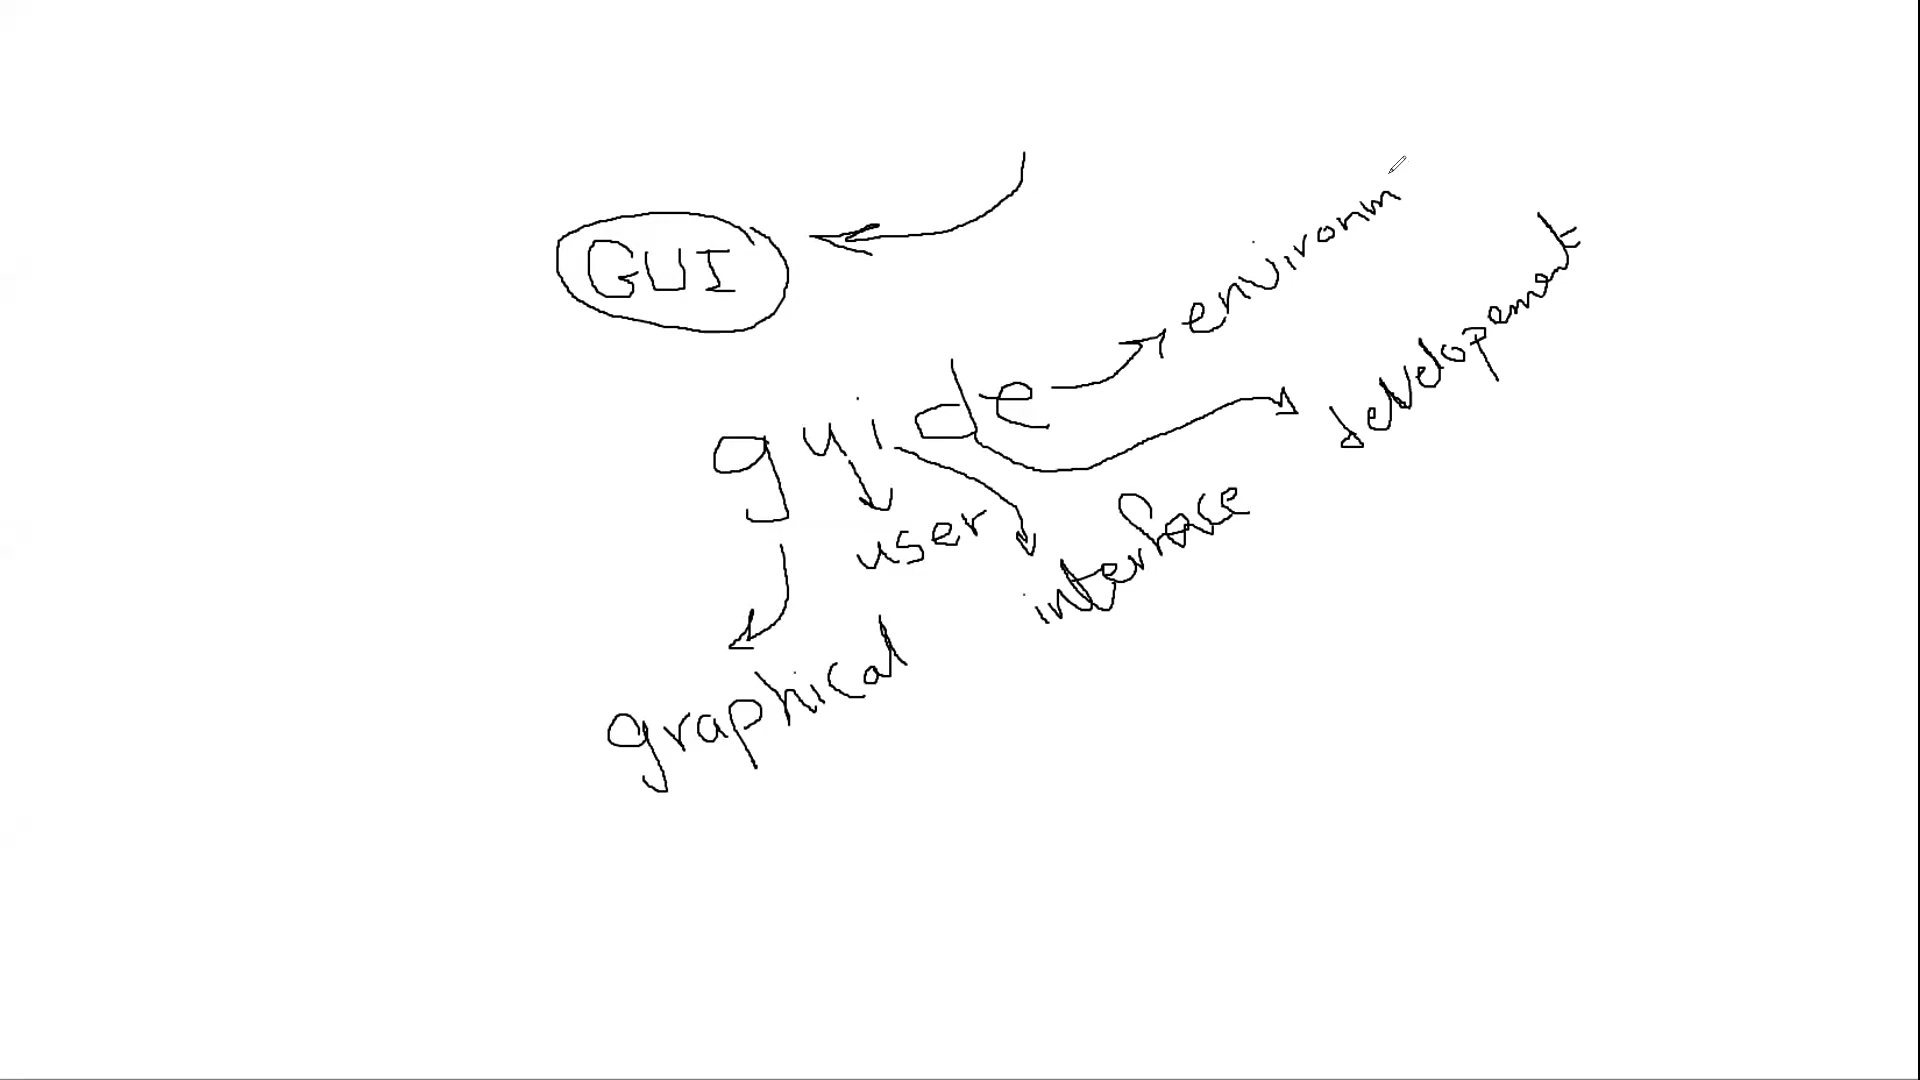 GUI
guide
environm
developement
user
interface
graphical